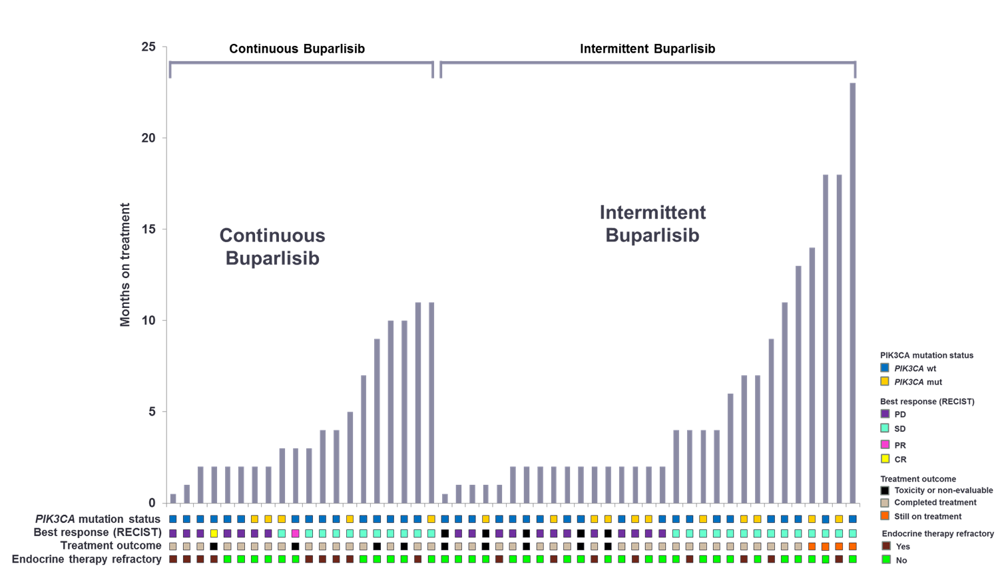 Continuous Buparlisib
Intermittent Buparlisib
25
20
15
10
5
0
Months on treatment
Continuous
Buparlisib
Intermittent
Buparlisib
PIK3CA mutation status
Best response (RECIST)
Treatment outcome
Endocrine therapy refractory
PIK3CA mutation status
PIK3CA wt
PIK3CA mut
Best response (RECIST)
PD
SD
PR
CR
Treatment outcome
Toxicity or non-evaluable
Completed treatment
Still on treatment
Endocrine therapy refractory
Yes
No